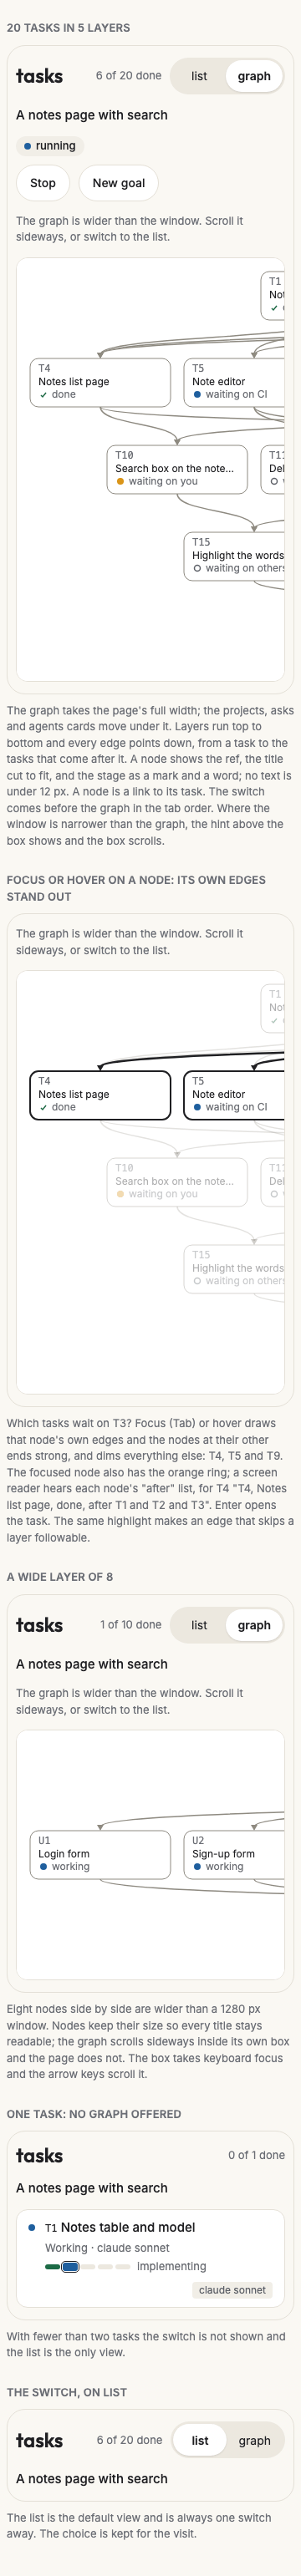 20 TASKS IN 5 LAYERS
tasks
6 of 20 done
list
graph
A notes page with search
running
Stop
New goal
The graph is wider than the window. Scroll it
sideways, or switch to the list.
T1
T4
Notes list page
done
T5
Note editor
waiting on CI
T10
Search box on the note...
waiting on you
T15
Highlight the words
waiting on others
The graph takes the page's full width; the projects, asks
and agents cards move under it. Layers run top to
bottom and every edge points down, from a task to the
tasks that come after it. A node shows the ref, the title
cut to fit, and the stage as a mark and a word; no text is
under 12 px. A node is a link to its task. The switch
comes before the graph in the tab order. Where the
window is narrower than the graph, the hint above the
box shows and the box scrolls.
FOCUS OR HOVER ON A NODE: ITS OWN EDGES
STAND OUT
The graph is wider than the window. Scroll it
sideways, or switch to the list.
T1
T4
Notes list page
done
T5
Note editor
waiting on CI
T10
Search box on the note...
waiting on you
T15
Highlight the words
waiting on others
Which tasks wait on T3? Focus (Tab) or hover draws
that node's own edges and the nodes at their other
ends strong, and dims everything else: T4, T5 and T9.
The focused node also has the orange ring; a screen
reader hears each node's "after" list, for T4 "T4, Notes
list page, done, after T1 and T2 and T3". Enter opens
the task. The same highlight makes an edge that skips a
layer followable.
A WIDE LAYER OF 8
tasks
1 of 10 done
list
graph
A notes page with search
The graph is wider than the window. Scroll it
sideways, or switch to the list.
U1
Login form
working
U2
Sign-up form
working
Eight nodes side by side are wider than a 1280 px
window. Nodes keep their size so every title stays
readable; the graph scrolls sideways inside its own box
and the page does not. The box takes keyboard focus
and the arrow keys scroll it.
ONE TASK: NO GRAPH OFFERED
tasks
0 of 1 done
A notes page with search
T1 Notes table and model
Working · claude sonnet
Implementing
claude sonnet
With fewer than two tasks the switch is not shown and
the list is the only view.
THE SWITCH, ON LIST
tasks
6 of 20 done
list
graph
A notes page with search
The list is the default view and is always one switch
away. The choice is kept for the visit.